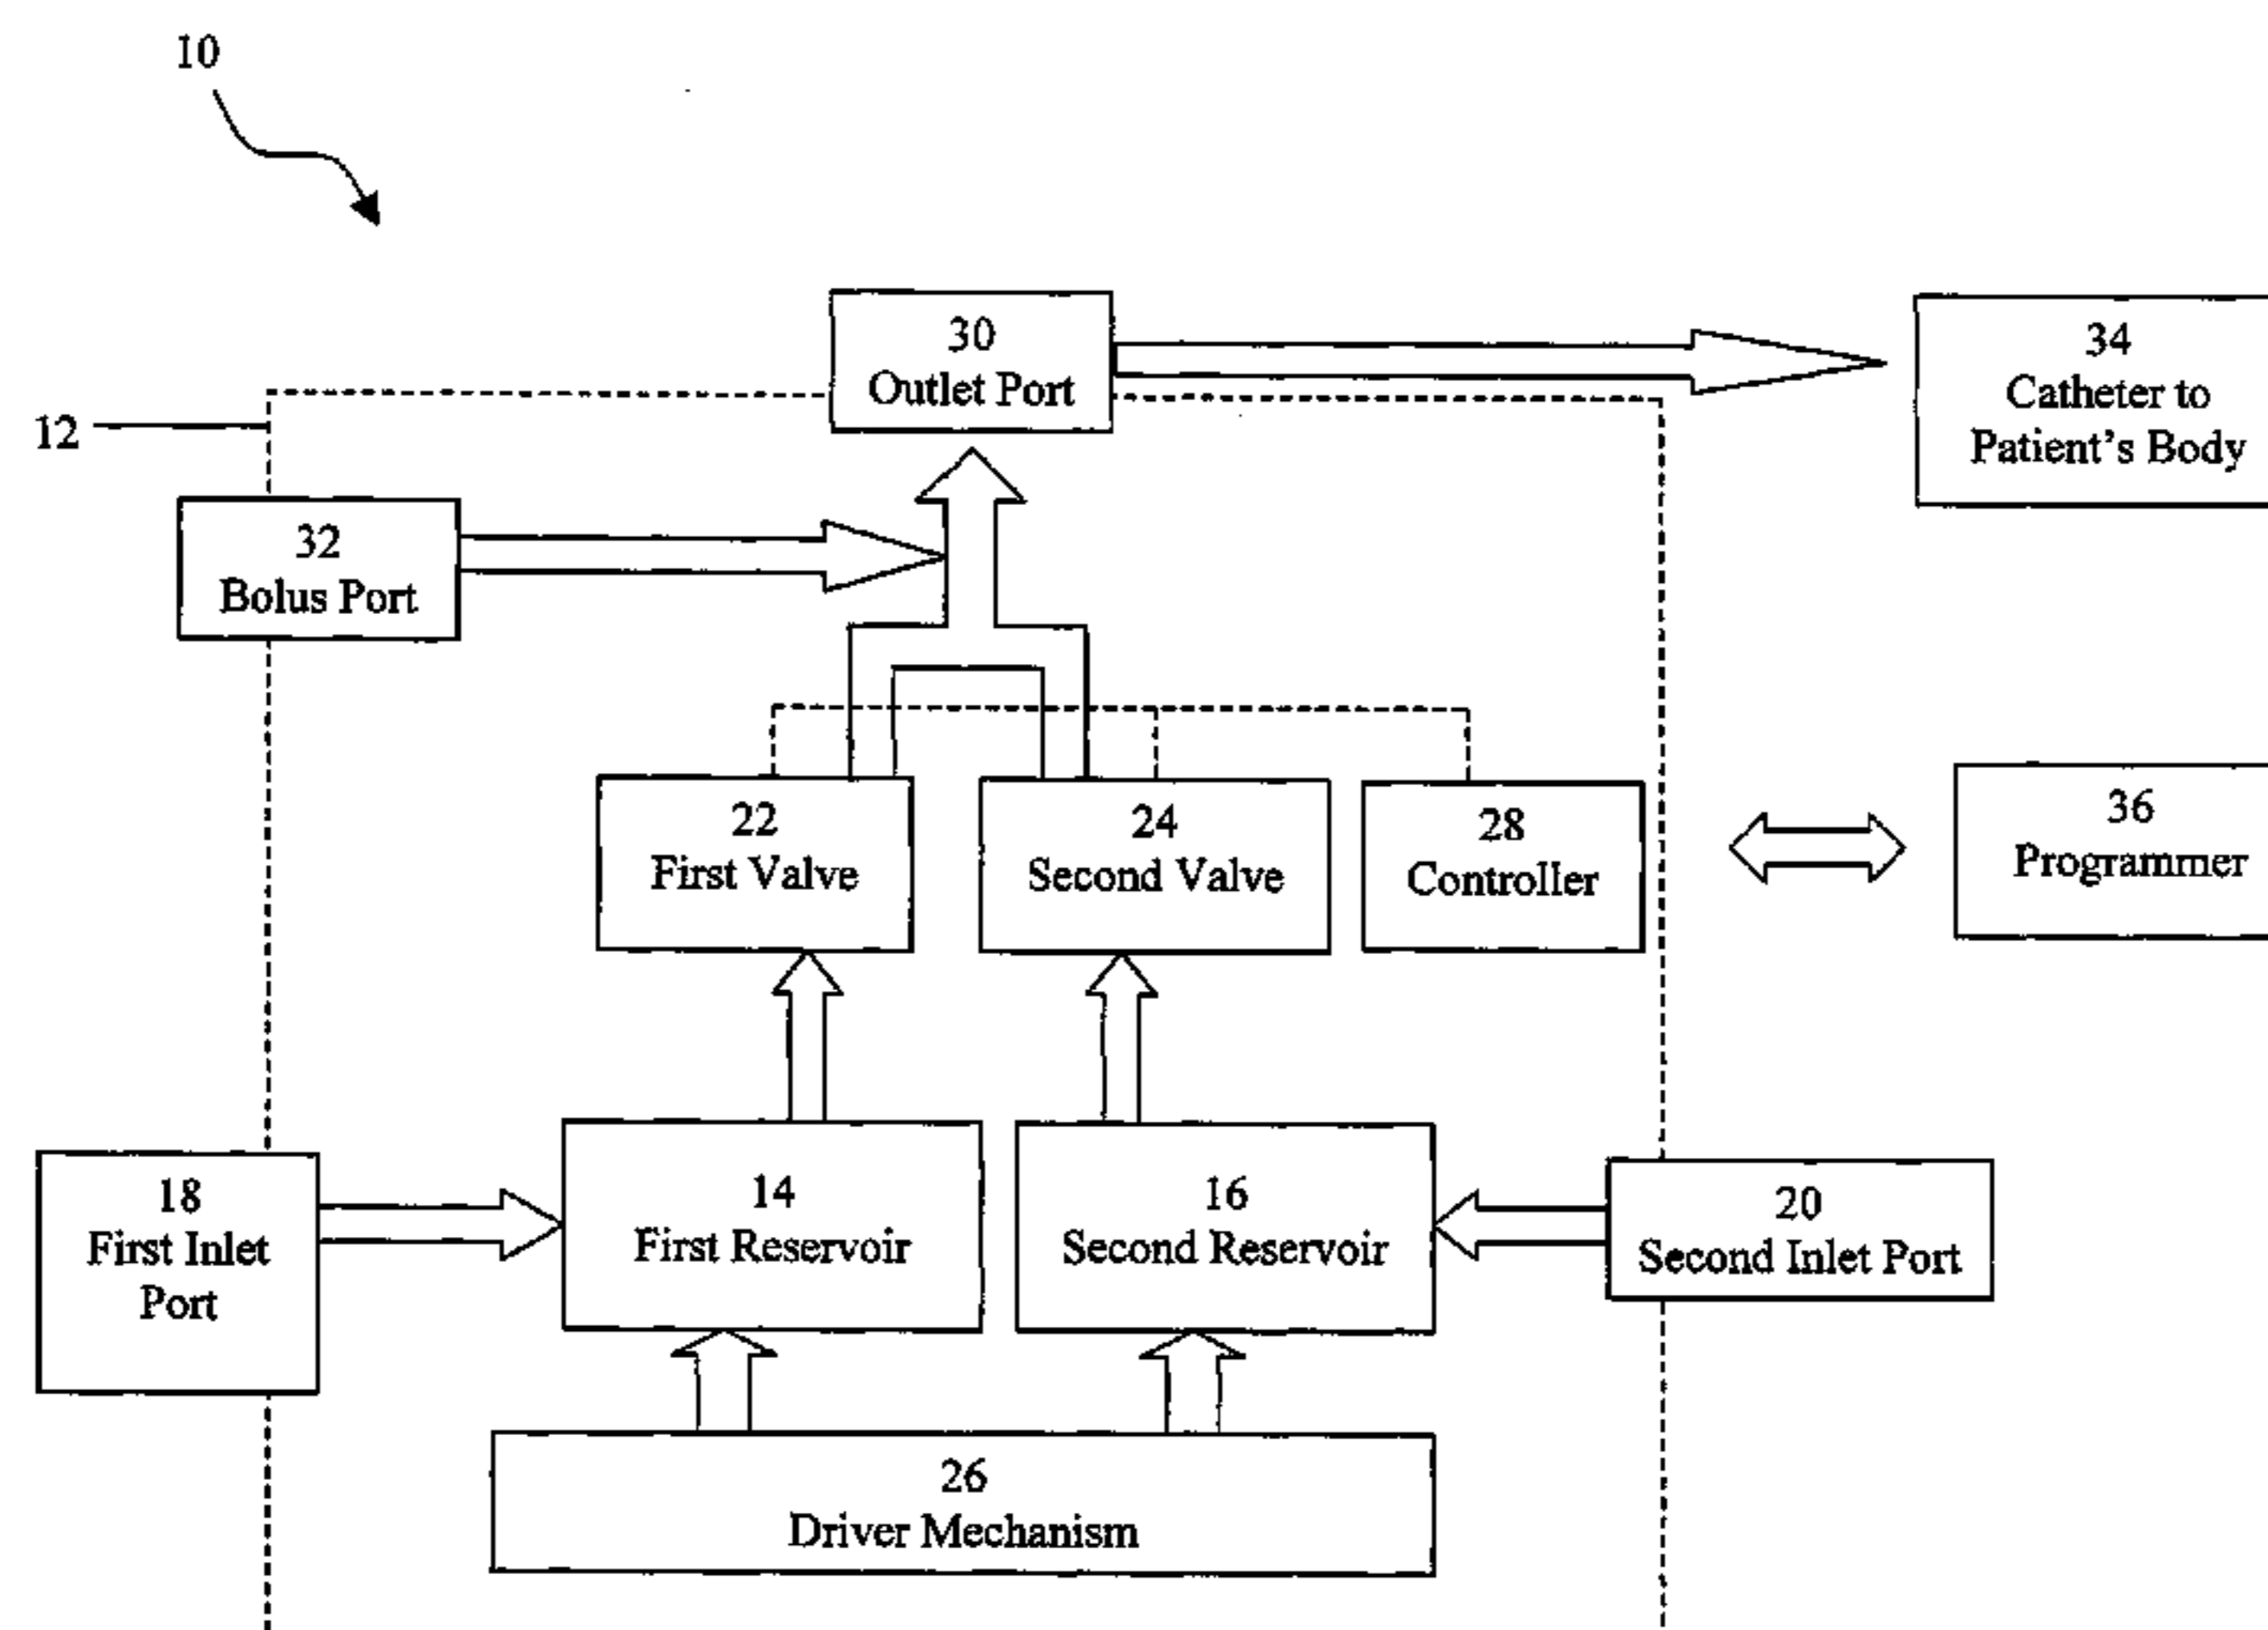 10
30
Outlet Port
34
Catheter to
Patient's Body
12
32
Bolus Port
22
First Valve
24
Second Valve
28
Controller
36
Programmer
18
First Inlet
Port
14
First Reservoir
16
Second Reservoir
20
Second Inlet Port
26
Driver Mechanism